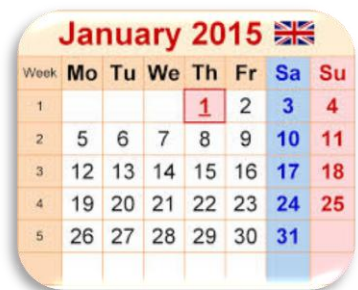 January 2015
Week Mo Tu We Th Fr Sa Su
1 1 2 3 4
2 5 6 7 8 9 10 11
3 12 13 14 15 16 17 18
4 19 20 21 22 23 24 25
5 26 27 28 29 30 31